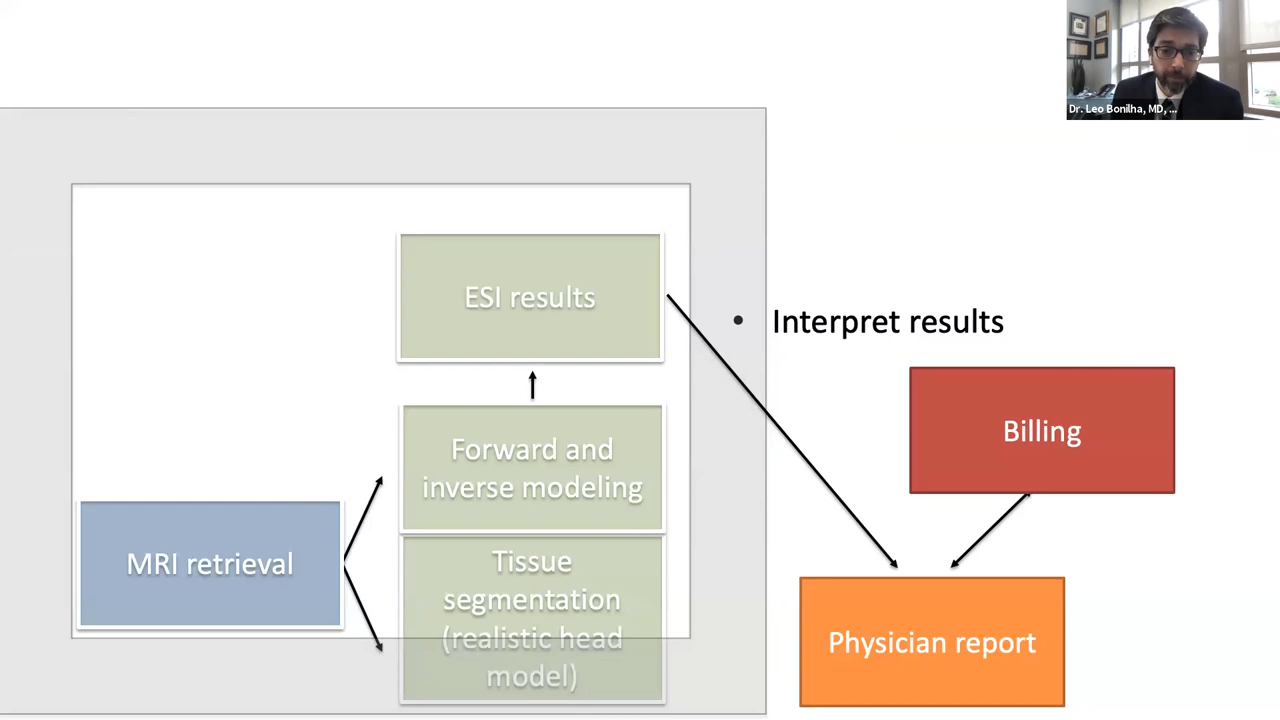 Dr. Leo Bonilha, MD, ...
ESI results
• Interpret results
Billing
Forward and
inverse modeling
MRI retrieval
Tissue
segmentation
(realistic head
model)
Physician report